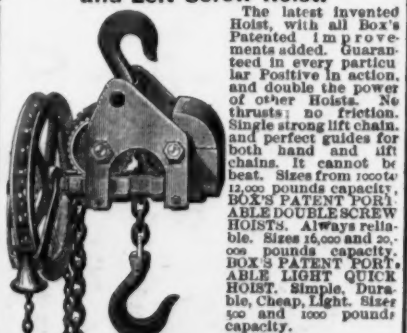 and Left Screw Hoist.
The latest invented
Hoist, with all Box's
Patented improve-
ments added. Guaran-
teed in every particu
lar Positive in action,
and double the power
of other Hoists. No
thrusts; no friction.
Single strong lift chain.
and perfect guides for
both hand and lift
chains. It cannot be
beat. Sizes from 1000 to
12,000 pounds capacity,
BOX'S PATENT PORT
ABLE DOUBLE SCREW
HOISTS. Always relia-
ble. Sizes 16,000 and 20,-
000 pounds capacity.
BOX'S PATENT PORT-
ABLE LIGHT QUICK
HOIST. Simple, Dura-
ble, Cheap, Light. Sizes
500 and 1000 pounds
capacity.